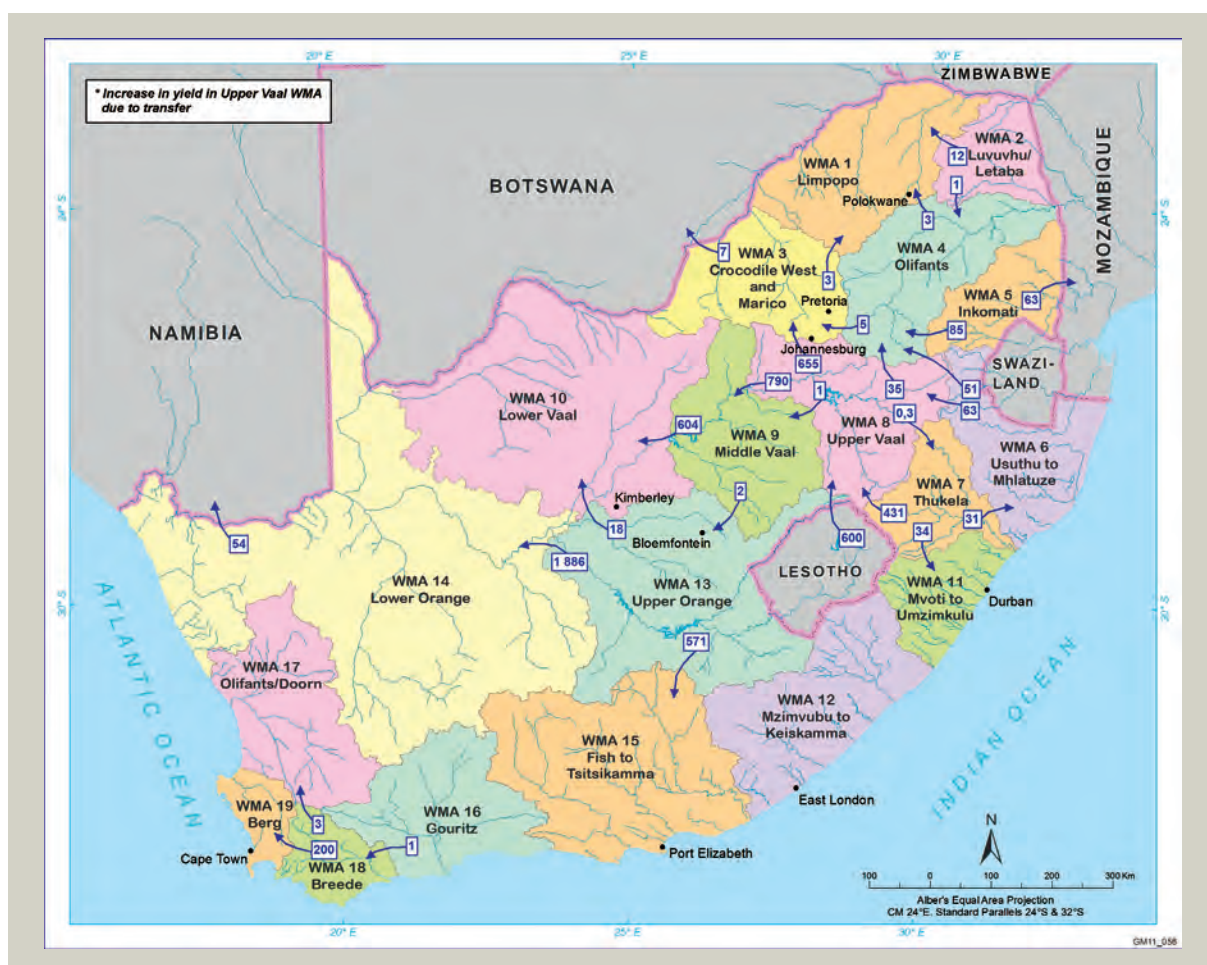 20° E
25° E
30° E
* Increase in yield in Upper Vaal WMA
due to transfer
ZIMBWABWE
BOTSWANA
MOZAMBIQUE
NAMIBIA
24° S
24° S
WMA 1
Limpopo
WMA 2
Luvuvhu/
Letaba
12
1
Polokwane
3
7
WMA 3
Crocodile West
and
Marico
3
Pretoria
WMA 4
Olifants
WMA 5
Inkomati
63
5
85
Johannesburg
655
SWAZI-
LAND
35
51
63
790
1
0,3
WMA 10
Lower Vaal
604
WMA 9
Middle Vaal
WMA 8
Upper Vaal
WMA 6
Usuthu to
Mhlatuze
WMA 7
Thukela
Kimberley
2
431
31
34
18
Bloemfontein
600
54
1 886
LESOTHO
WMA 14
Lower Orange
WMA 13
Upper Orange
WMA 11
Mvoti to
Umzimkulu
Durban
571
ATLANTIC OCEAN
INDIAN OCEAN
WMA 17
Olifants/Doorn
WMA 12
Mzimvubu to
Keiskamma
WMA 15
Fish to
Tsitsikamma
East London
WMA 19
Berg
WMA 16
Gouritz
3
200
1
Cape Town
WMA 18
Breede
Port Elizabeth
N
100 0 100 200 300 Km
Alber's Equal Area Projection
CM 24°E. Standard Parallels 24°S & 32°S
20° E
25° E
30° E
GM11_056